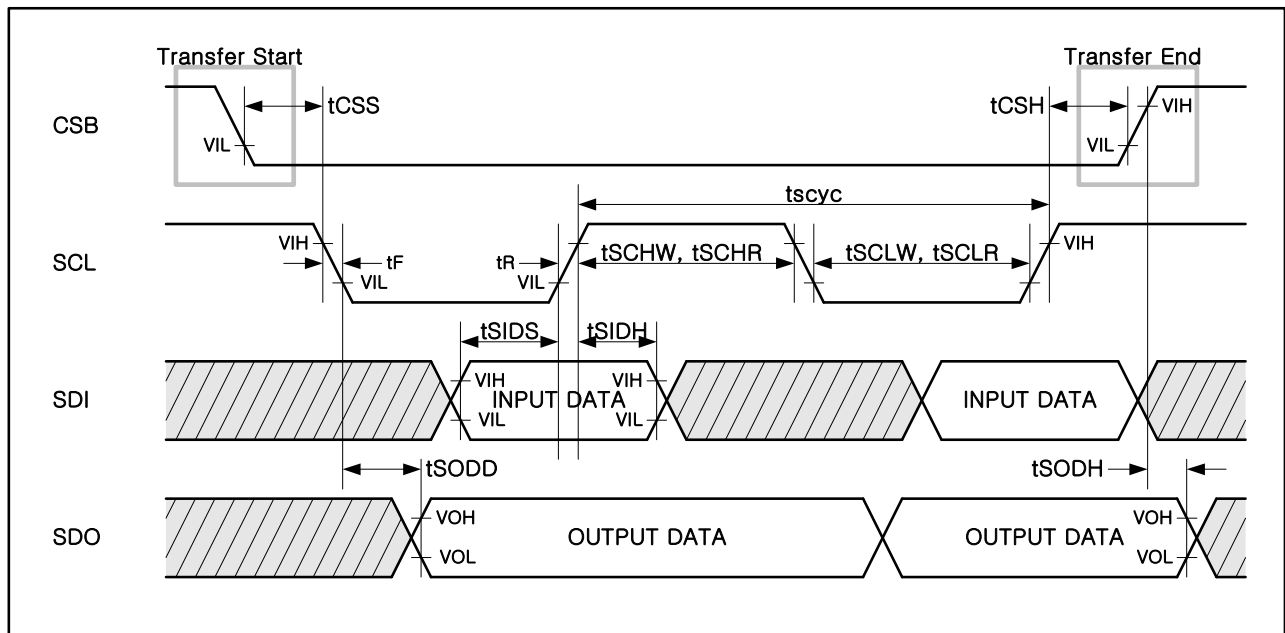 Transfer Start
Transfer End
CSB
tCSS
tCSH
VIH
VIL
VIL
tscyc
SCL
VIH
tF
VIL
tR
VIL
tSCHW, tSCHR
tSCLW, tSCLR
VIH
tSIDS
tSIDH
SDI
VIH
VIL
INPUT DATA
VIH
VIL
INPUT DATA
tSODD
tSODH
SDO
VOH
VOL
OUTPUT DATA
OUTPUT DATA
VOH
VOL